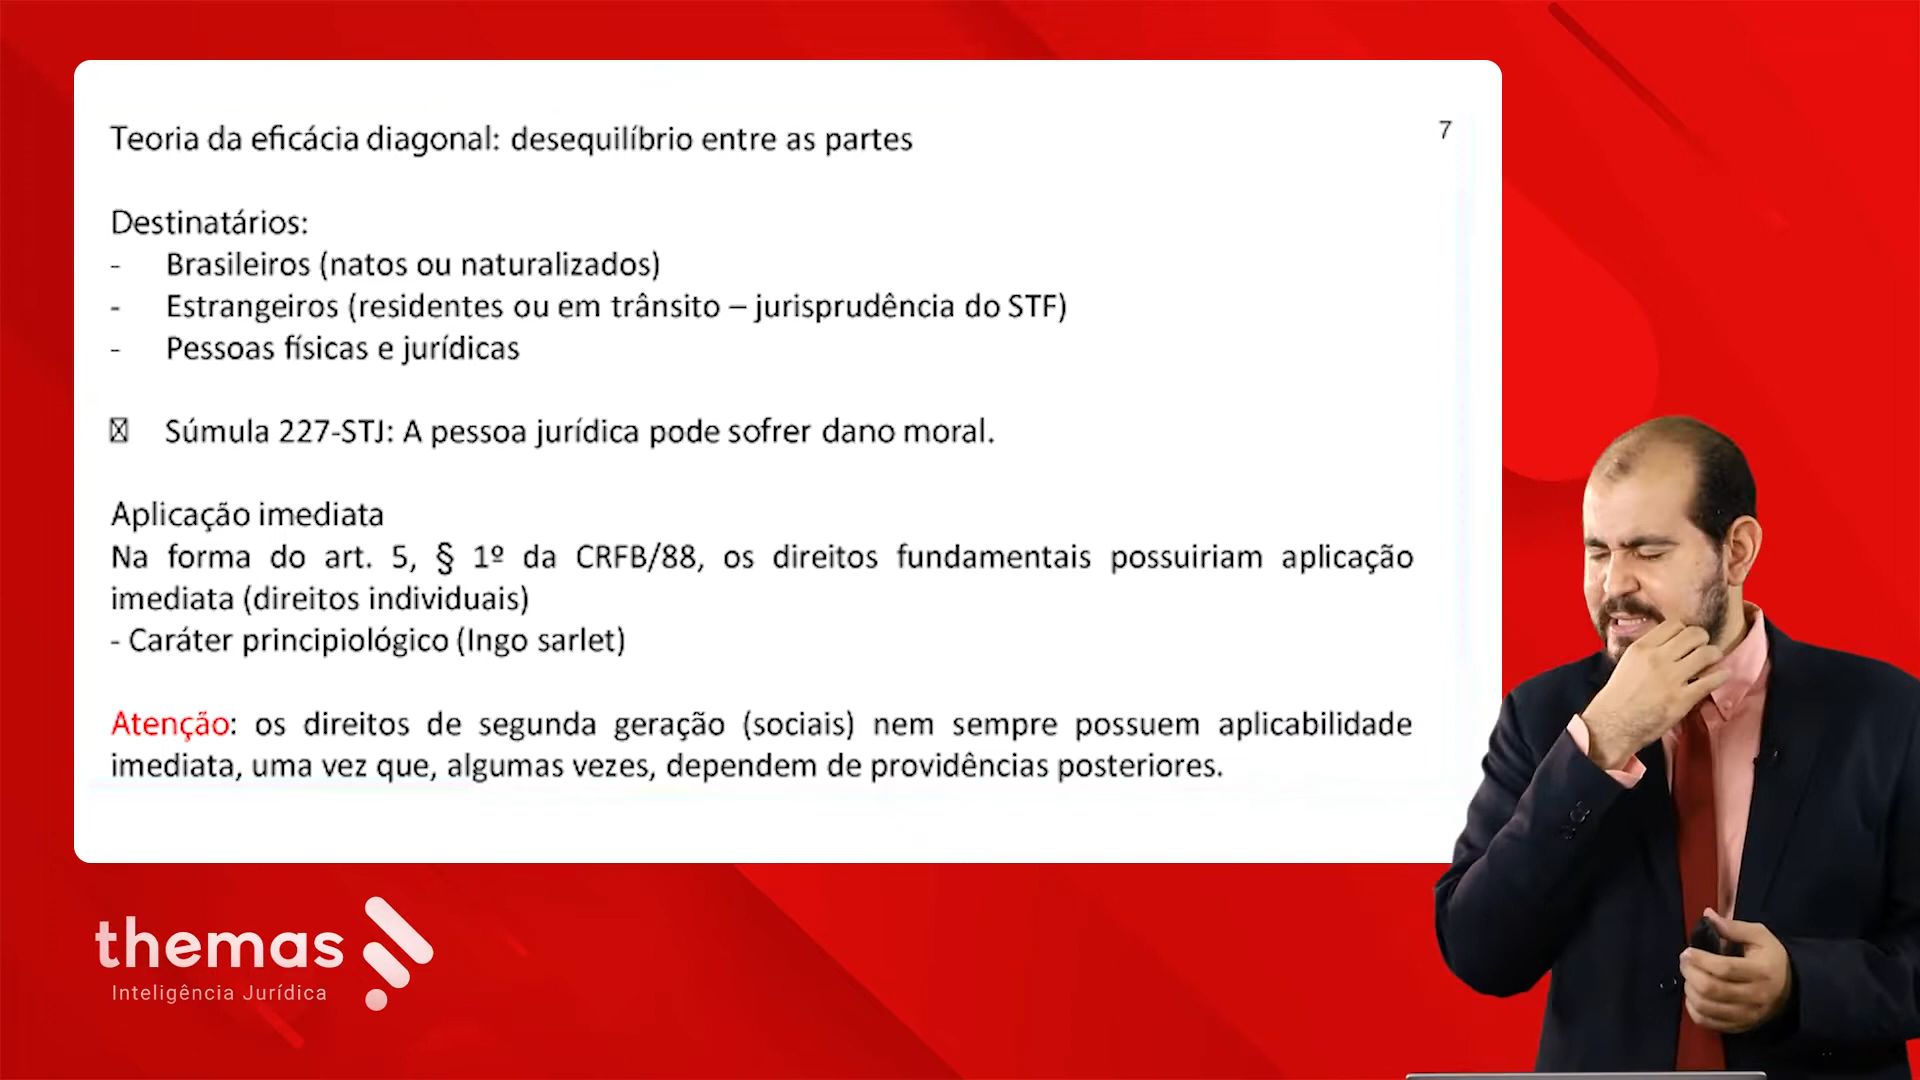 Teoria da eficácia diagonal: desequilíbrio entre as partes
7
Destinatários:
- Brasileiros (natos ou naturalizados)
- Estrangeiros (residentes ou em trânsito – jurisprudência do STF)
- Pessoas físicas e jurídicas
Súmula 227-STJ: A pessoa jurídica pode sofrer dano moral.
Aplicação imediata
Na forma do art. 5, § 1º da CRFB/88, os direitos fundamentais possuiriam aplicação
imediata (direitos individuais)
- Caráter principiológico (Ingo sarlet)
Atenção: os direitos de segunda geração (sociais) nem sempre possuem aplicabilidade
imediata, uma vez que, algumas vezes, dependem de providências posteriores.
themas
Inteligência Jurídica